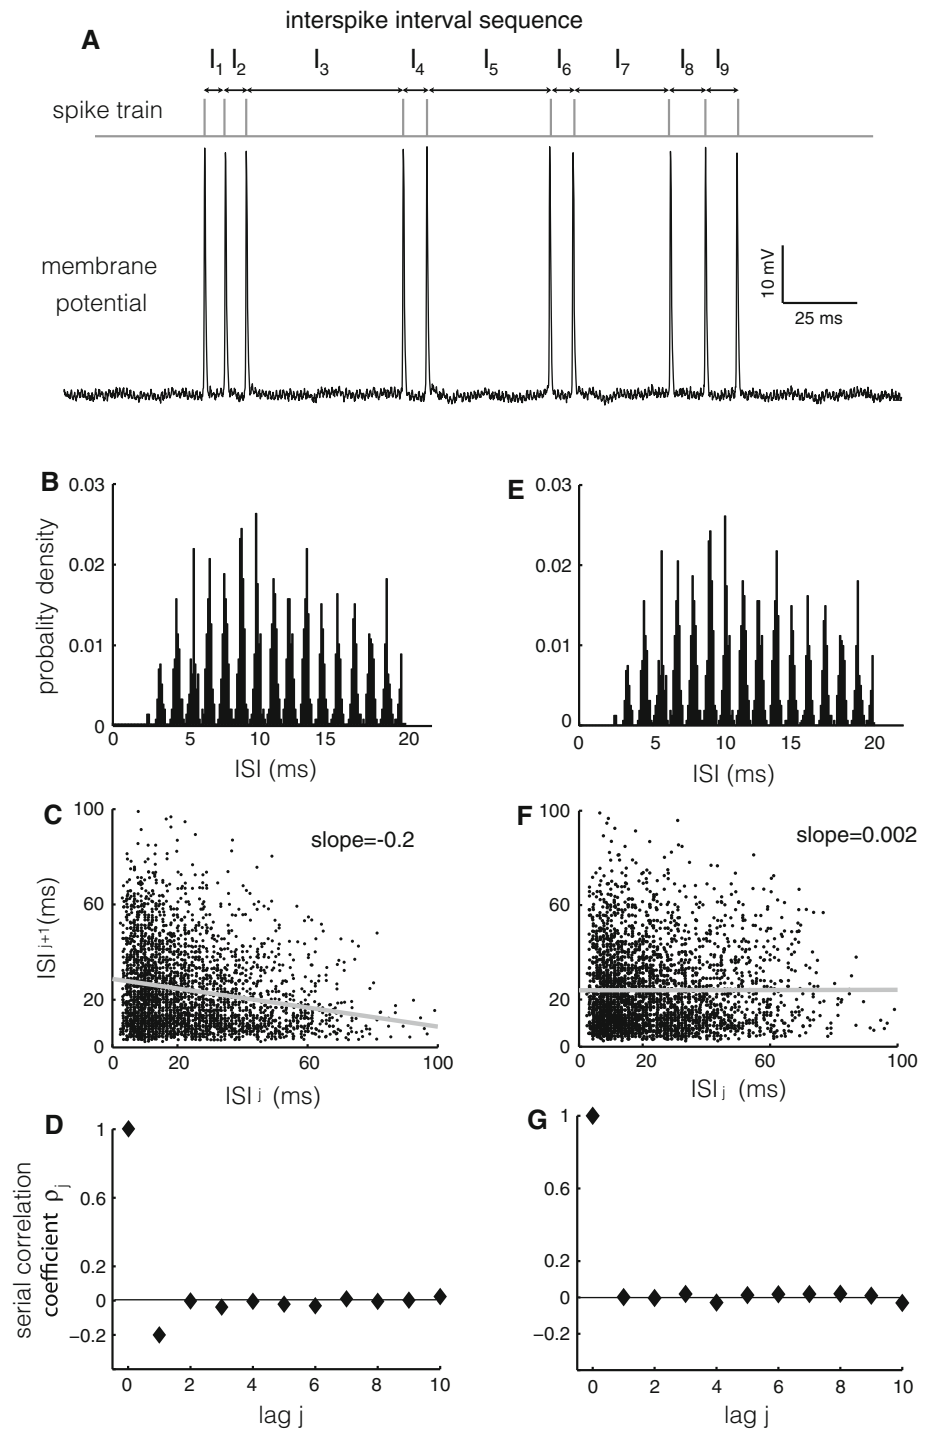 interspike interval sequence
A
I1 I2 I3 I4 I5 I6 I7 I8 I9
spike train
membrane
potential
10 mV
25 ms
B
0.03
0.02
0.01
0
probality density
0 5 10 15 20
ISI (ms)
E
0.03
0.02
0.01
0
0 5 10 15 20
ISI (ms)
C
100
60
20
0
ISI j+1 (ms)
slope=-0.2
0 20 60 100
ISI j (ms)
F
100
60
20
0
slope=0.002
0 20 60 100
ISI j (ms)
D
1
0.6
0.2
0
−0.2
serial correlation
coefficient ρj
0 2 4 6 8 10
lag j
G
1
0.6
0.2
0
−0.2
0 2 4 6 8 10
lag j